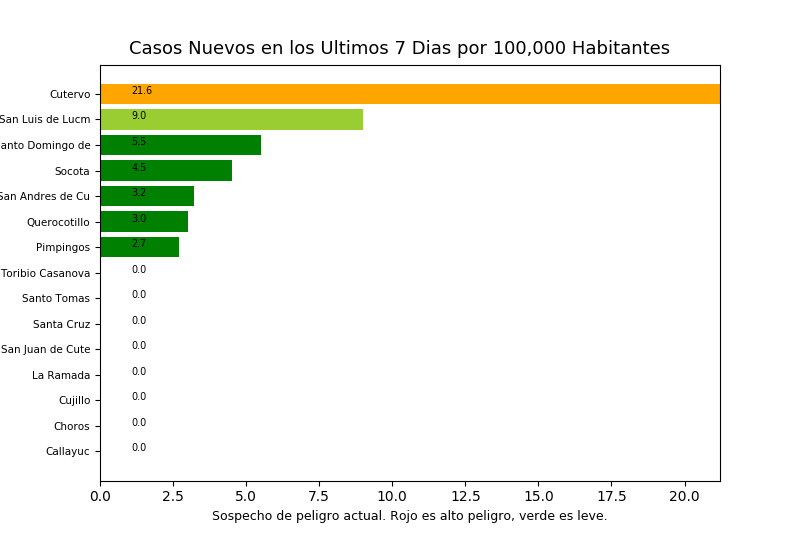 Casos Nuevos en los Ultimos 7 Dias por 100,000 Habitantes
Cutervo 21.6
San Luis de Lucm 9.0
anto Domingo de 5.5
Socota 4.5
San Andres de Cu 3.2
Querocotillo 3.0
Pimpingos 2.7
Toribio Casanova 0.0
Santo Tomas 0.0
Santa Cruz 0.0
San Juan de Cute 0.0
La Ramada 0.0
Cujillo 0.0
Choros 0.0
Callayuc 0.0
0.0 2.5 5.0 7.5 10.0 12.5 15.0 17.5 20.0
Sospecho de peligro actual. Rojo es alto peligro, verde es leve.